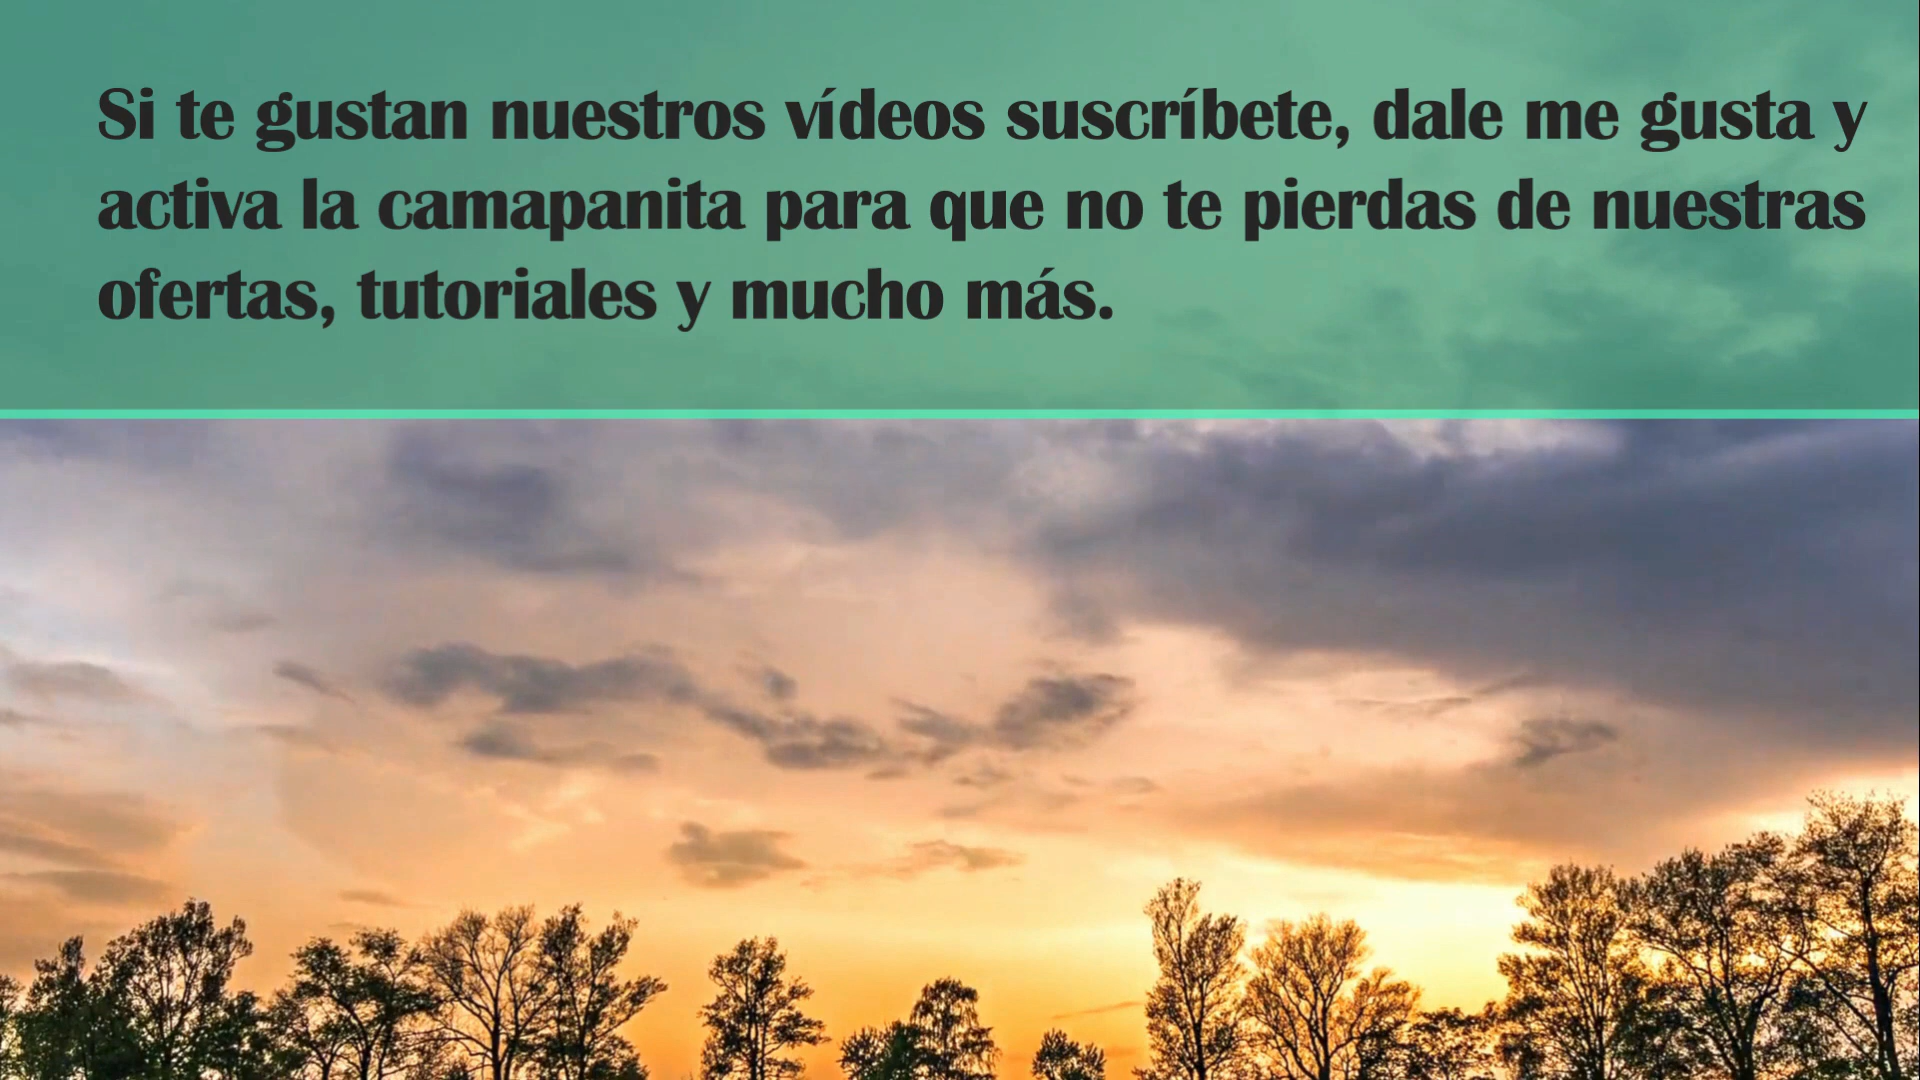 Si te gustan nuestros vídeos suscríbete, dale me gusta y
activa la camapanita para que no te pierdas de nuestras
ofertas, tutoriales y mucho más.